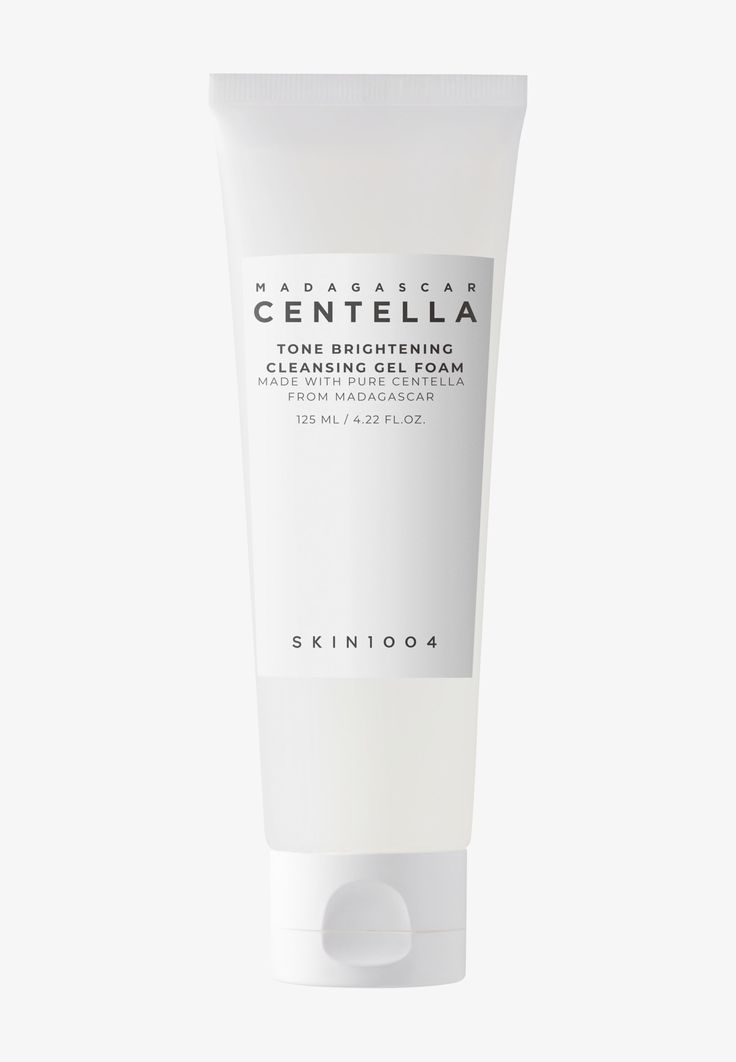 MADAGASCAR
CENTELLA
TONE BRIGHTENING
CLEANSING GEL FOAM
MADE WITH PURE CENTELLA
FROM MADAGASCAR
125 ML / 4.22 FL.OZ.
SKIN1004